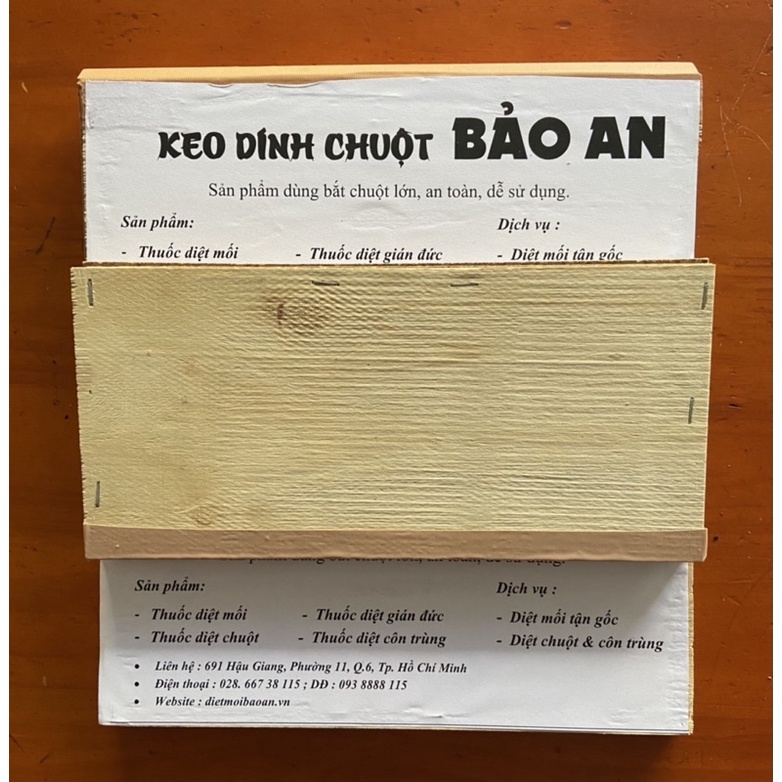 KEO DÍNH CHUỘT BẢO AN
Sản phẩm dùng bắt chuột lớn, an toàn, dễ sử dụng.
Sản phẩm: Dịch vụ :
- Thuốc diệt mối - Thuốc diệt gián đức - Diệt mối tận gốc
Sản phẩm: Dịch vụ :
- Thuốc diệt mối - Thuốc diệt gián đức - Diệt mối tận gốc
- Thuốc diệt chuột - Thuốc diệt côn trùng - Diệt chuột & côn trùng
• Liên hệ : 691 Hậu Giang, Phường 11, Q.6, Tp. Hồ Chí Minh
• Điện thoại : 028. 667 38 115 ; DĐ : 093 8888 115
• Website : dietmoibaoan.vn